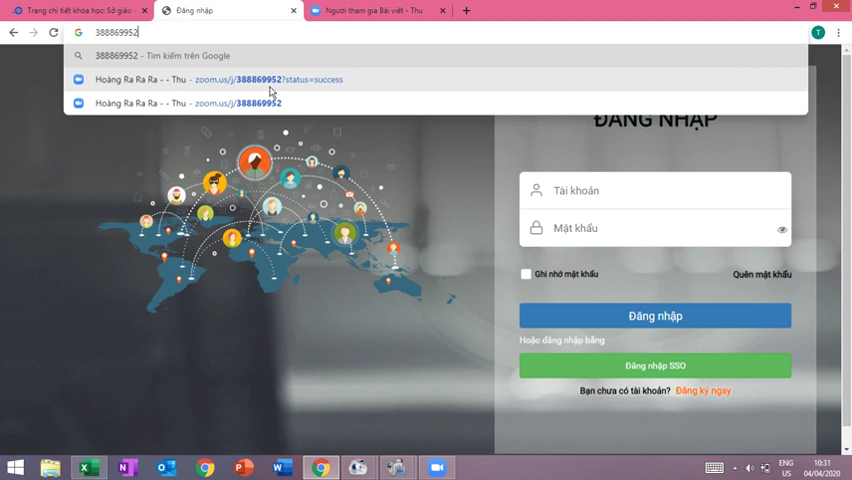 Trang chi tiết khóa học: Sở giáo
Đăng nhập
Người tham gia Bài viết - Thu
388869952
T
388869952 - Tìm kiếm trên Google
Hoàng Ra Ra Ra - - Thu - zoom.us/j/388869952?status=success
Hoàng Ra Ra Ra - - Thu - zoom.us/j/388869952
ĐĂNG NHẬP
Tài khoản
Mật khẩu
Ghi nhớ mật khẩu
Quên mật khẩu
Đăng nhập
Hoặc đăng nhập bằng
Đăng nhập SSO
Bạn chưa có tài khoản? Đăng ký ngay
ENG
US
10:31
04/04/2020